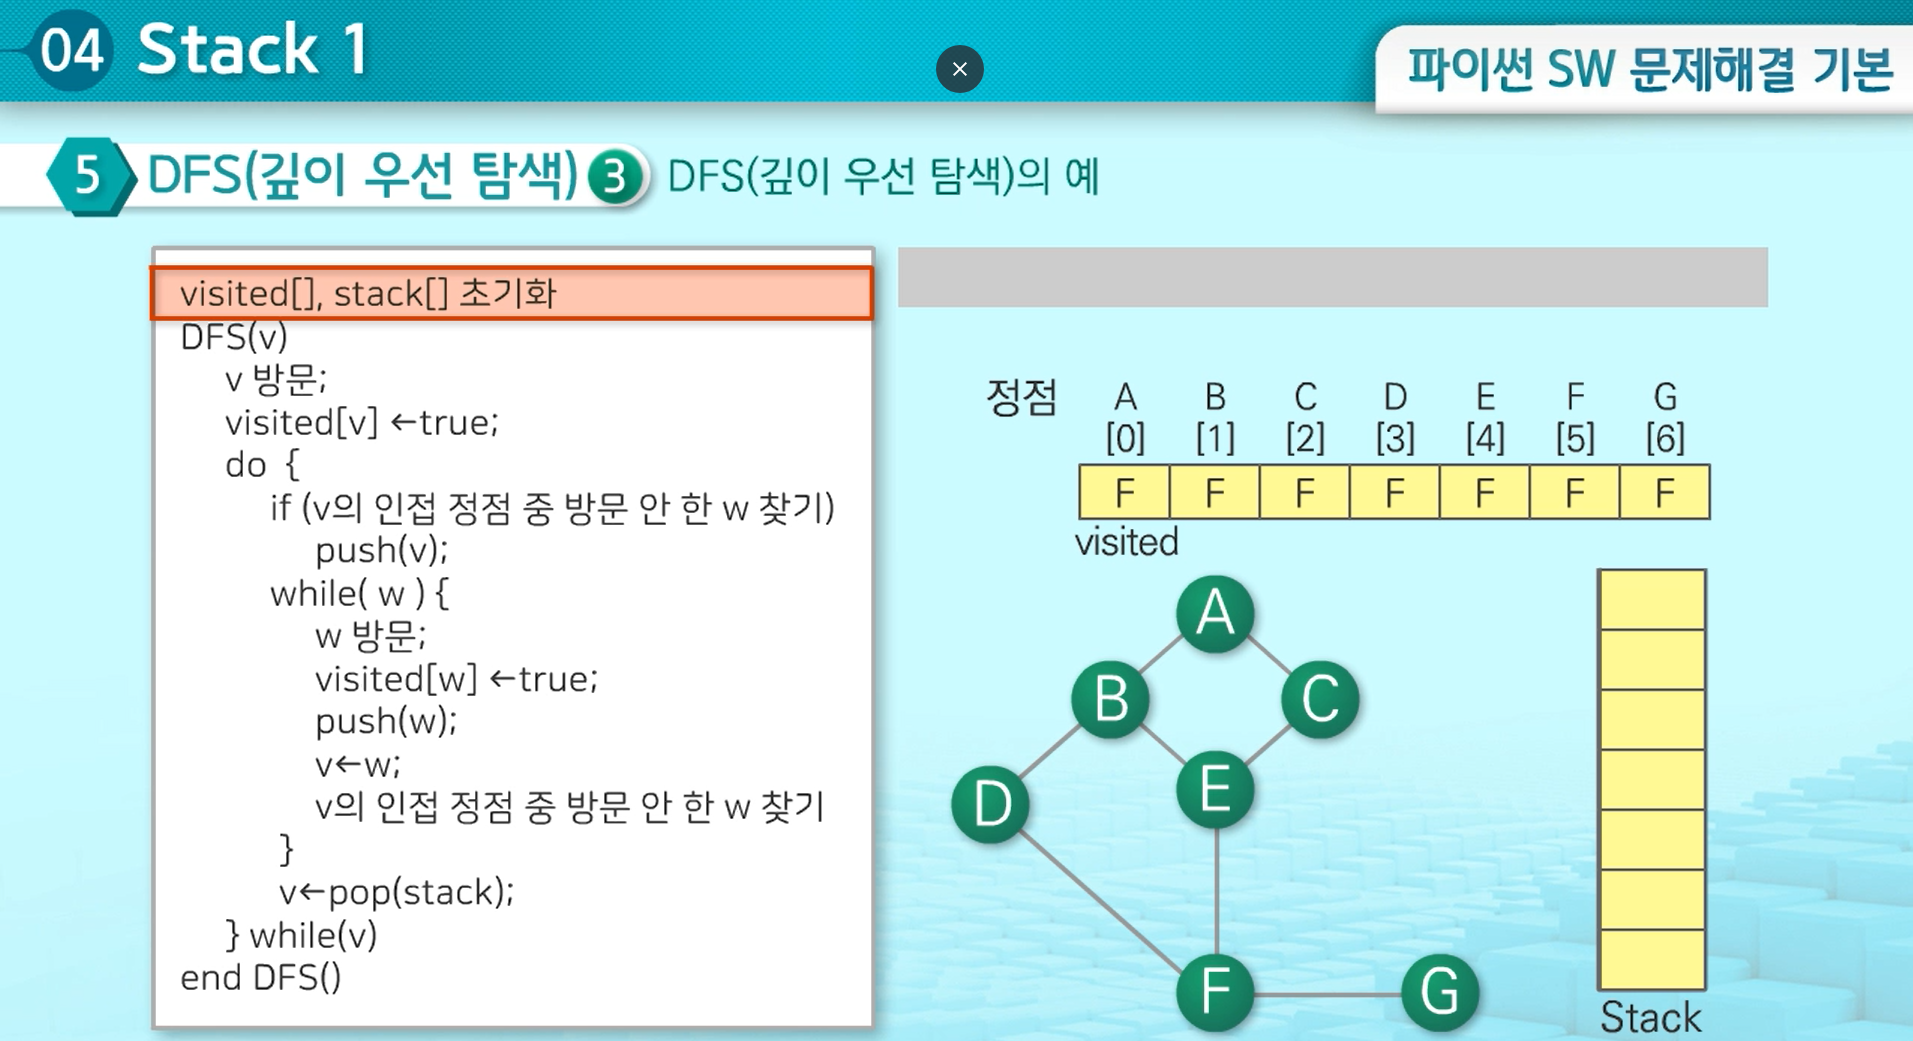 04 Stack 1
파이썬 SW 문제해결 기본
5 DFS(깊이 우선 탐색) 3 DFS(깊이 우선 탐색)의 예
visited[], stack[] 초기화
DFS(v)
v 방문;
visited[v] ←true;
do {
if (v의 인접 정점 중 방문 안 한 w 찾기)
push(v);
while( w ) {
w 방문;
visited[w] ←true;
push(w);
v←w;
v의 인접 정점 중 방문 안 한 w 찾기
}
v←pop(stack);
} while(v)
end DFS()
정점 A B C D E F G
[0] [1] [2] [3] [4] [5] [6]
F F F F F F F
visited
A
B C
D E
F G
Stack